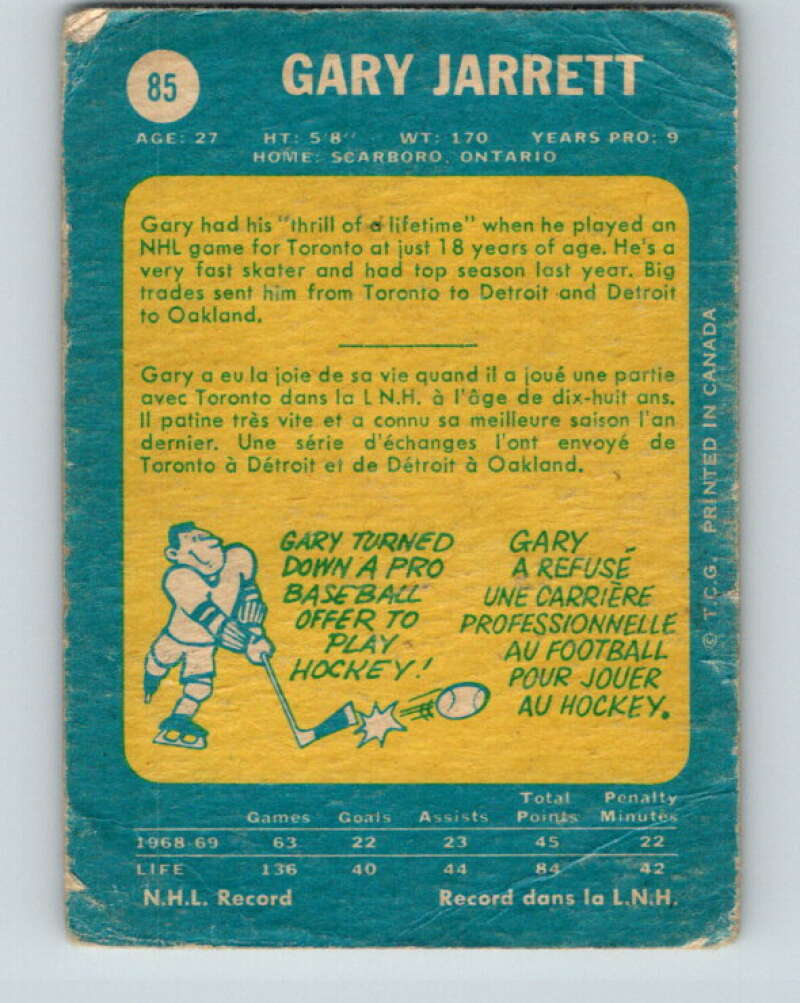 85
GARY JARRETT
AGE: 27 HT: 5'8'' WT: 170 YEARS PRO: 9
HOME: SCARBORO, ONTARIO
Gary had his "thrill of a lifetime" when he played an
NHL game for Toronto at just 18 years of age. He's a
very fast skater and had top season last year. Big
trades sent him from Toronto to Detroit and Detroit
to Oakland.
Gary a eu la joie de sa vie quand il a joué une partie
avec Toronto dans la L.N.H. à l'âge de dix-huit ans.
Il patine très vite et a connu sa meilleure saison l'an
dernier. Une série d'échanges l'ont envoyé de
Toronto à Détroit et de Détroit à Oakland.
GARY TURNED
DOWN A PRO
BASEBALL
OFFER TO
PLAY
HOCKEY!
GARY
A REFUSÉ
UNE CARRIÈRE
PROFESSIONNELLE
AU FOOTBALL
POUR JOUER
AU HOCKEY.
© T.C.G. PRINTED IN CANADA
Games Goals Assists Total Points Penalty Minutes
1968-69 63 22 23 45 22
LIFE 136 40 44 84 42
N.H.L. Record Record dans la L.N.H.